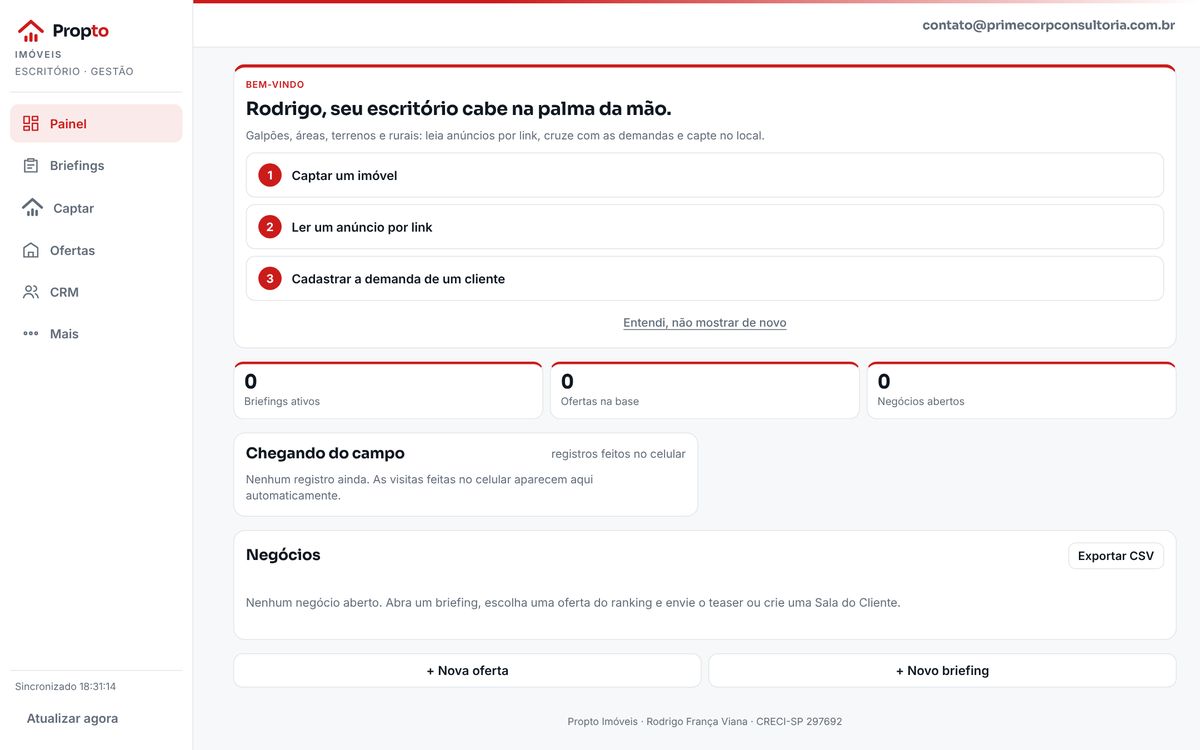 Propto
IMÓVEIS
ESCRITÓRIO · GESTÃO
Painel
Briefings
Captar
Ofertas
CRM
Mais
Sincronizado 18:31:14
Atualizar agora
contato@primecorpconsultoria.com.br
BEM-VINDO
Rodrigo, seu escritório cabe na palma da mão.
Galpões, áreas, terrenos e rurais: leia anúncios por link, cruze com as demandas e capte no local.
1 Captar um imóvel
2 Ler um anúncio por link
3 Cadastrar a demanda de um cliente
Entendi, não mostrar de novo
0
Briefings ativos
0
Ofertas na base
0
Negócios abertos
Chegando do campo
registros feitos no celular
Nenhum registro ainda. As visitas feitas no celular aparecem aqui
automaticamente.
Negócios
Exportar CSV
Nenhum negócio aberto. Abra um briefing, escolha uma oferta do ranking e envie o teaser ou crie uma Sala do Cliente.
+ Nova oferta
+ Novo briefing
Propto Imóveis · Rodrigo França Viana · CRECI-SP 297692